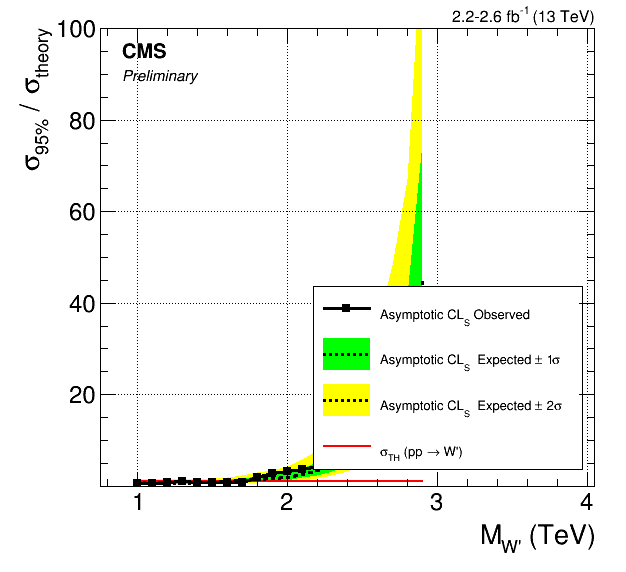 2.2-2.6 fb⁻¹ (13 TeV)
CMS
Preliminary
σ95% / σtheory
100
80
60
40
20
Asymptotic CLS Observed
Asymptotic CLS Expected ± 1σ
Asymptotic CLS Expected ± 2σ
σTH (pp → W')
1 2 3 4
MW' (TeV)